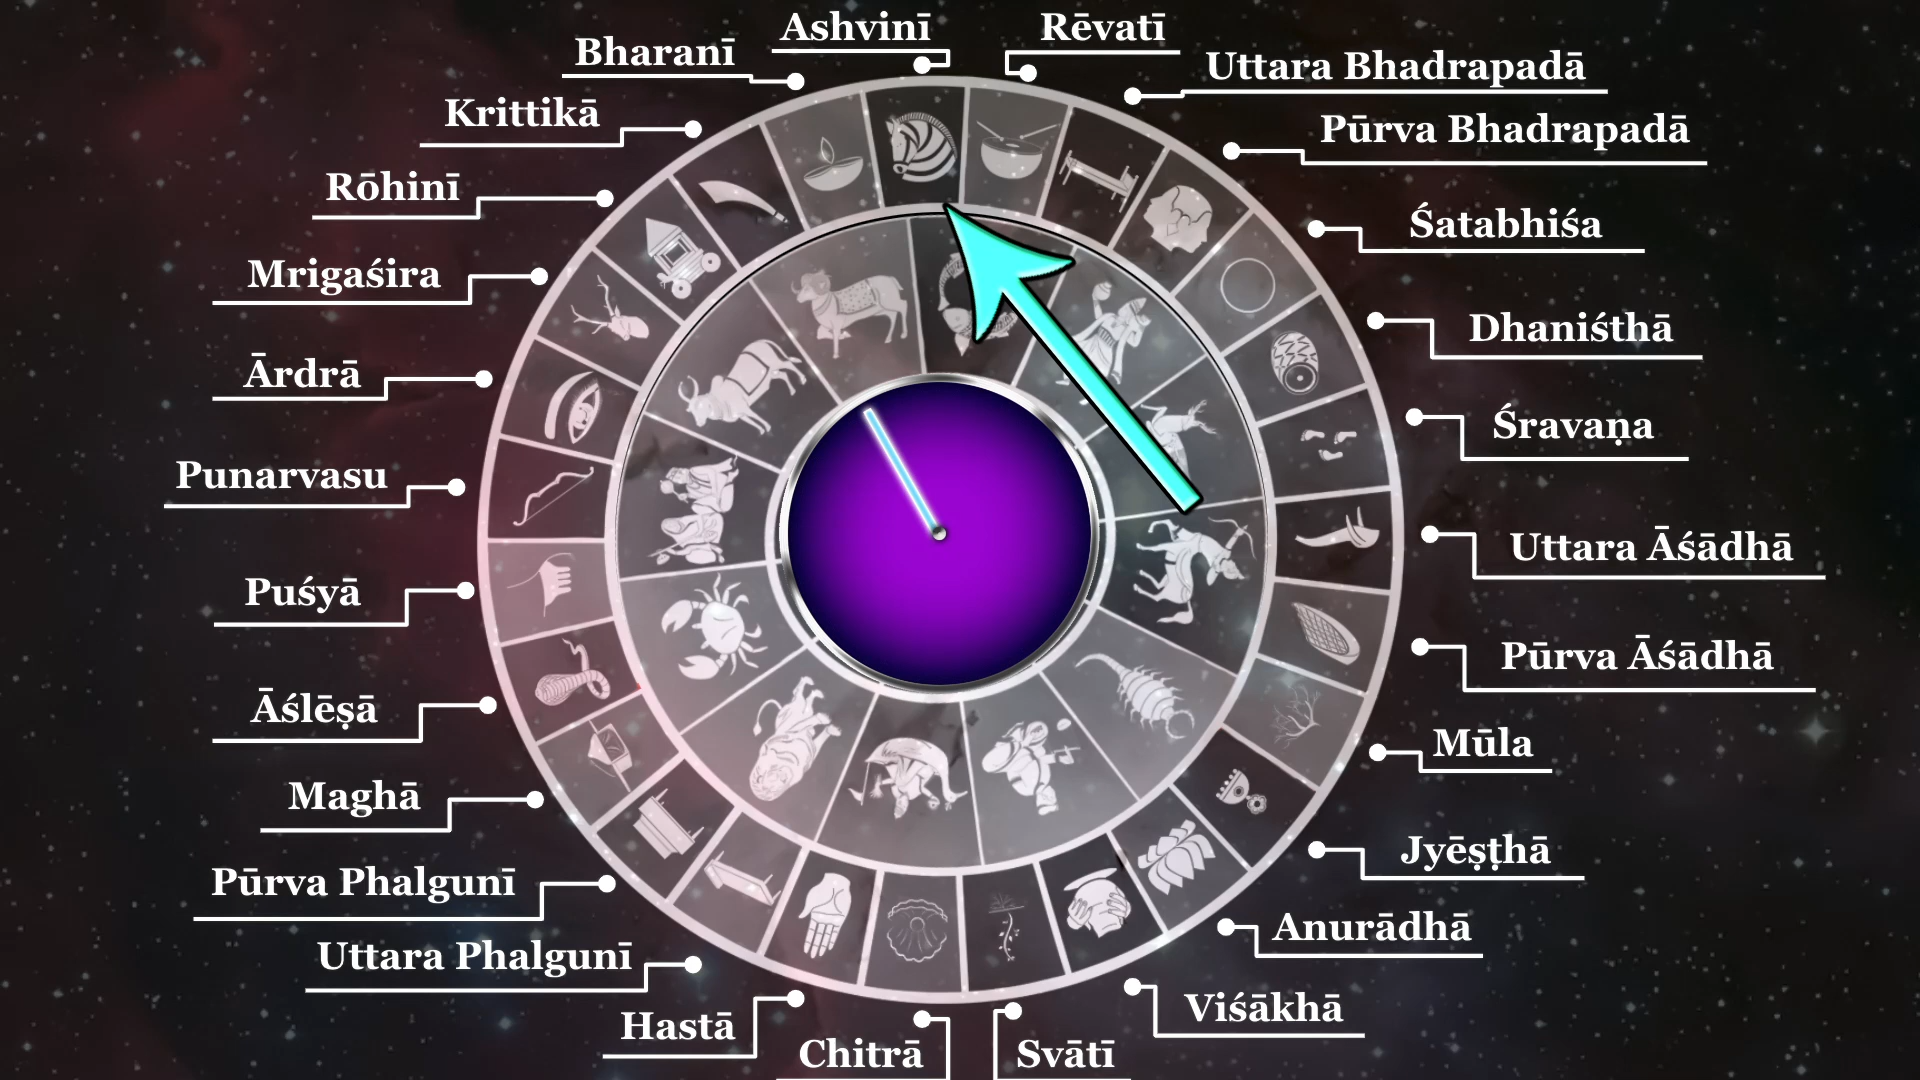 Ashvinī
Rēvatī
Bharanī
Uttara Bhadrapadā
Krittikā
Pūrva Bhadrapadā
Rōhinī
Śatabhiśa
Mrigaśira
Dhaniśthā
Ārdrā
Śravaṇa
Punarvasu
Uttara Āśādhā
Puśyā
Pūrva Āśādhā
Āślēṣā
Mūla
Maghā
Jyēṣṭhā
Pūrva Phalgunī
Anurādhā
Uttara Phalgunī
Viśākhā
Hastā
Chitrā
Svātī